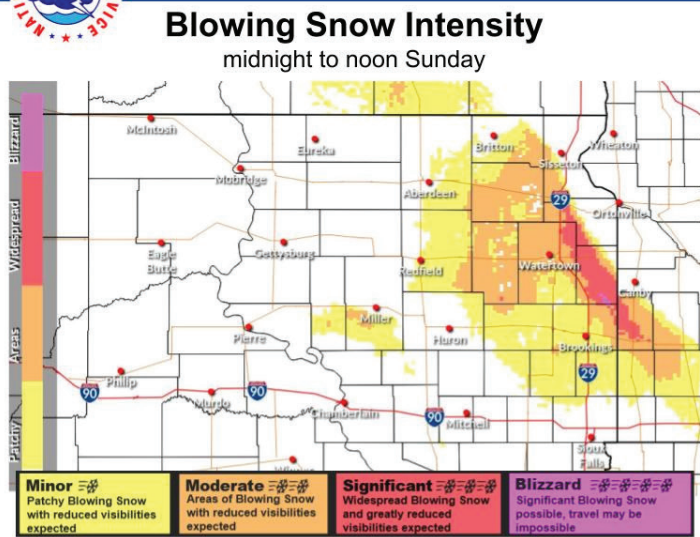 NATI
VICE
Blowing Snow Intensity
midnight to noon Sunday
Blizzard
Widespread
Areas
Patchy
McIntosh
Eureka
Britton
Sisseton
Wheaton
Mobridge
Aberdeen
29
Ortonville
Eagle
Butte
Gettysburg
Redfield
Watertown
Canby
Miller
Pierre
Huron
Brookings
29
Philip
90
Murdo
90
Chamberlain
90
Mitchell
Sioux
Falls
Minor
Patchy Blowing Snow
with reduced visibilities
expected
Moderate
Areas of Blowing Snow
with reduced visibilities
expected
Significant
Widespread Blowing Snow
and greatly reduced
visibilities expected
Blizzard
Significant Blowing Snow
possible, travel may be
impossible